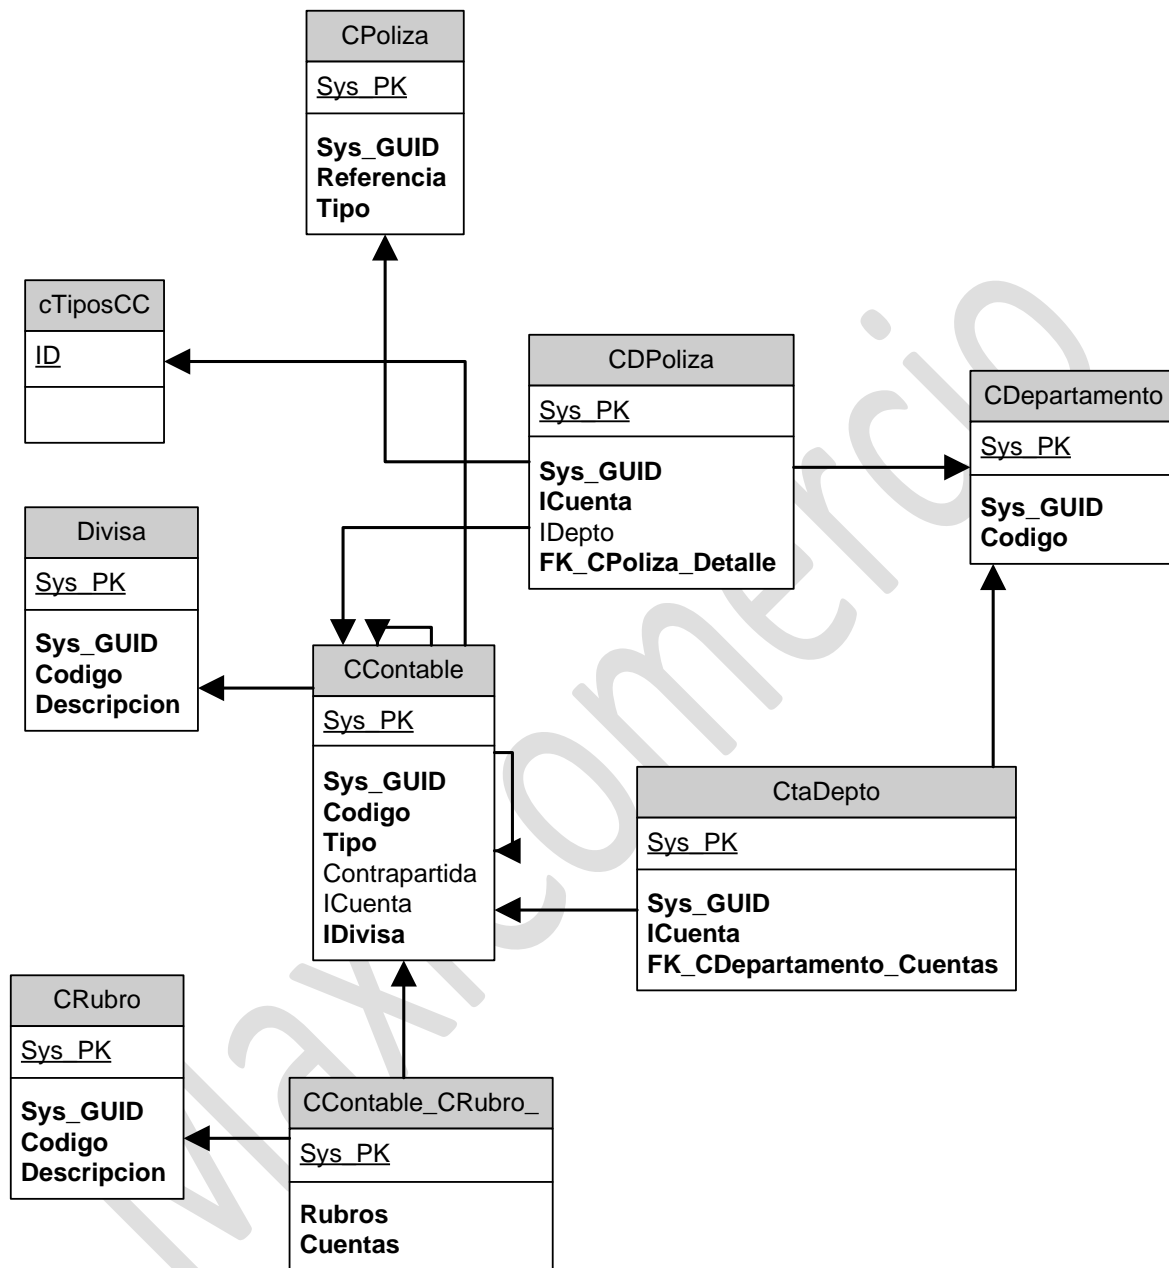 CPoliza
Sys_PK
Sys_GUID
Referencia
Tipo
cTiposCC
ID
CDPoliza
Sys_PK
Sys_GUID
ICuenta
IDepto
FK_CPoliza_Detalle
CDepartamento
Sys_PK
Sys_GUID
Codigo
Divisa
Sys_PK
Sys_GUID
Codigo
Descripcion
CContable
Sys_PK
Sys_GUID
Codigo
Tipo
Contrapartida
ICuenta
IDivisa
CtaDepto
Sys_PK
Sys_GUID
ICuenta
FK_CDepartamento_Cuentas
CRubro
Sys_PK
Sys_GUID
Codigo
Descripcion
CContable_CRubro_
Sys_PK
Rubros
Cuentas
Maxicomercio